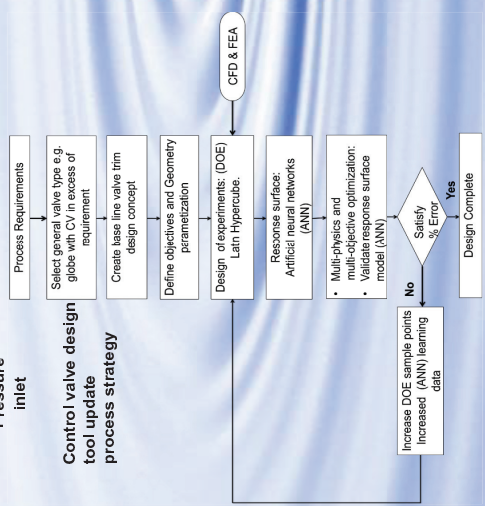 Pressure
inlet
Control valve design
tool update
process strategy
Process Requirements
Select general valve type e.g.
globe with CV in excess of
requirement
Create base line valve trim
design concept
Define objectives and Geometry
parametization
Design of experiments: (DOE)
Latn Hypercube.
CFD & FEA
Response surface:
Artificial neural networks
(ANN)
• Multi-physics and
multi-objective optimization:
• Validate response surface
model (ANN)
Satisfy
% Error
No
Yes
Increase DOE sample points
Increased (ANN) learning
data
Design Complete